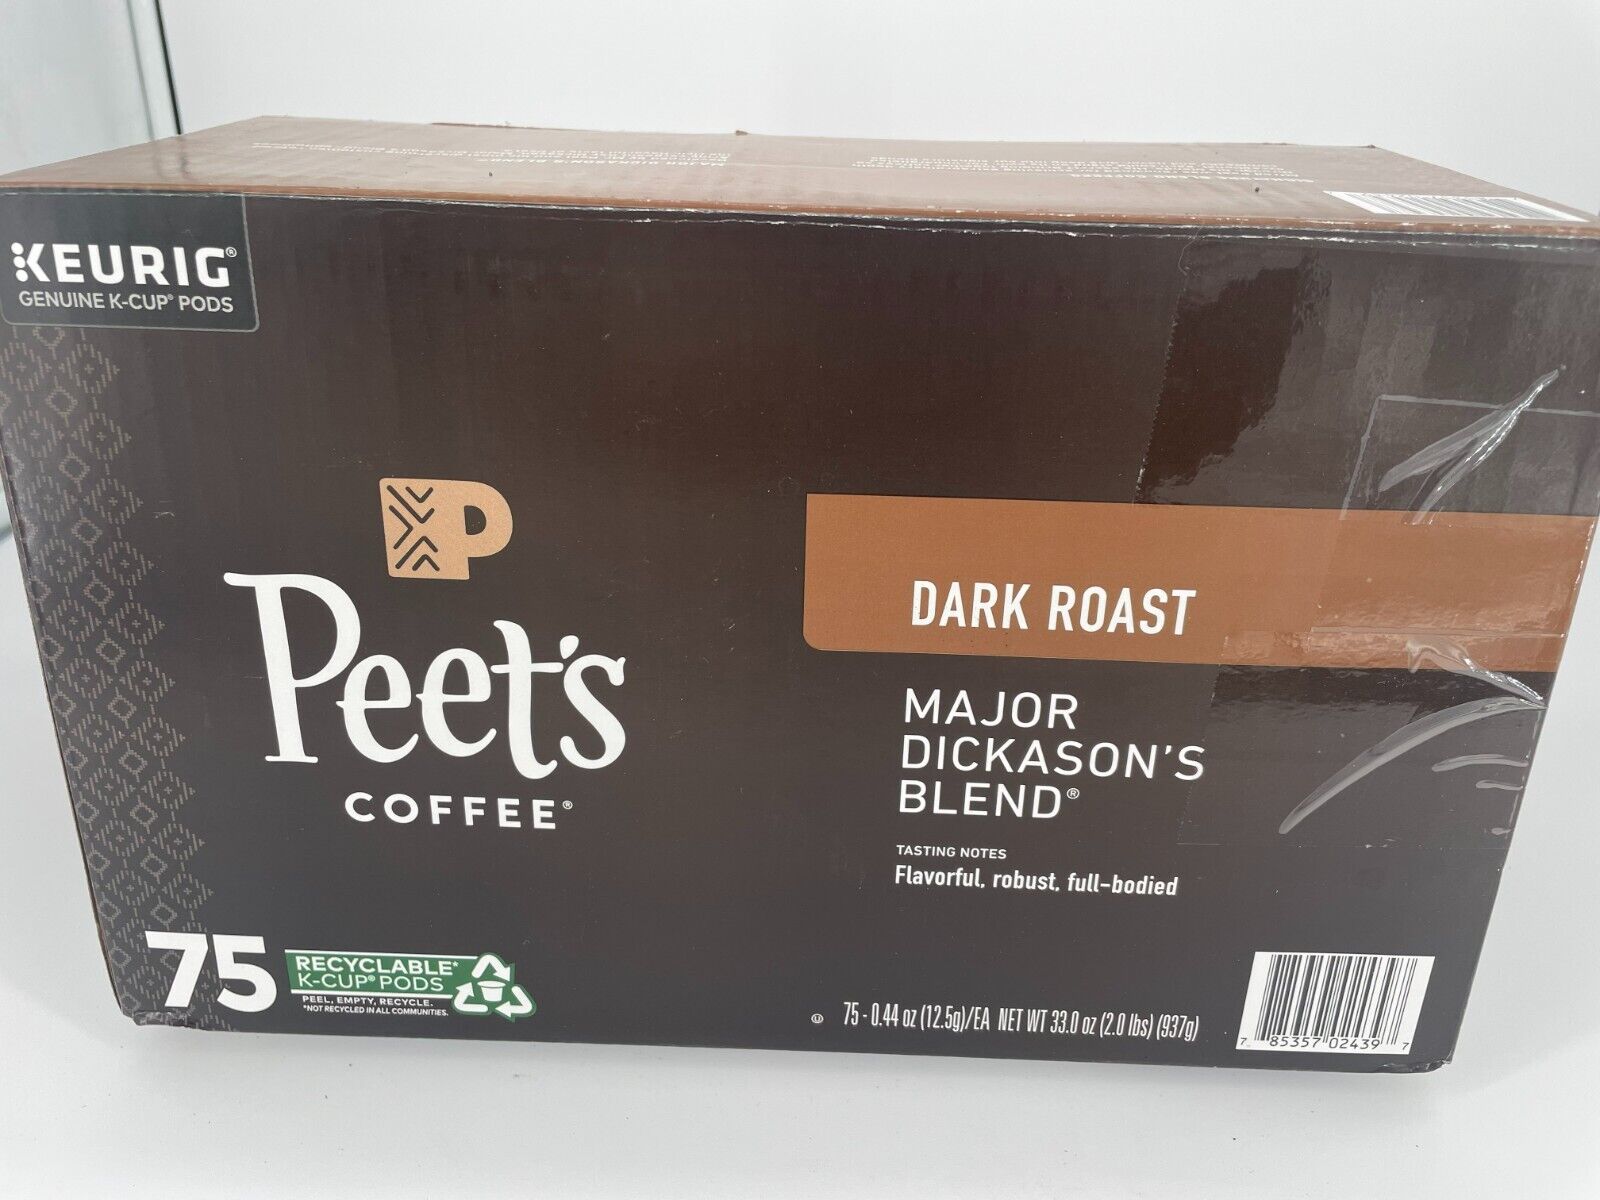 KEURIG®
GENUINE K-CUP® PODS
Peet's
COFFEE®
DARK ROAST
MAJOR
DICKASON'S
BLEND®
TASTING NOTES
Flavorful, robust, full-bodied
75
RECYCLABLE*
K-CUP® PODS
PEEL, EMPTY, RECYCLE.
*NOT RECYCLED IN ALL COMMUNITIES.
U 75 - 0.44 oz (12.5g)/EA NET WT 33.0 oz (2.0 lbs) (937g)
7 85357 02439 7